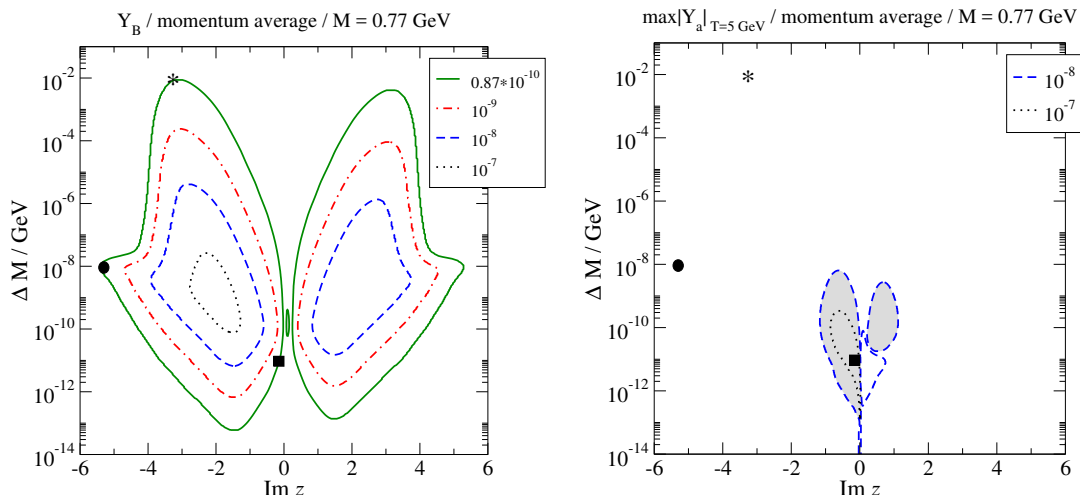 Y_B / momentum average / M = 0.77 GeV
10^-2
10^-4
10^-6
10^-8
10^-10
10^-12
10^-14
Δ M / GeV
*
0.87*10^-10
10^-9
10^-8
10^-7
-6 -4 -2 0 2 4 6
Im z
max|Y_a|_T=5 GeV / momentum average / M = 0.77 GeV
10^-2
10^-4
10^-6
10^-8
10^-10
10^-12
10^-14
Δ M / GeV
*
10^-8
10^-7
-6 -4 -2 0 2 4 6
Im z